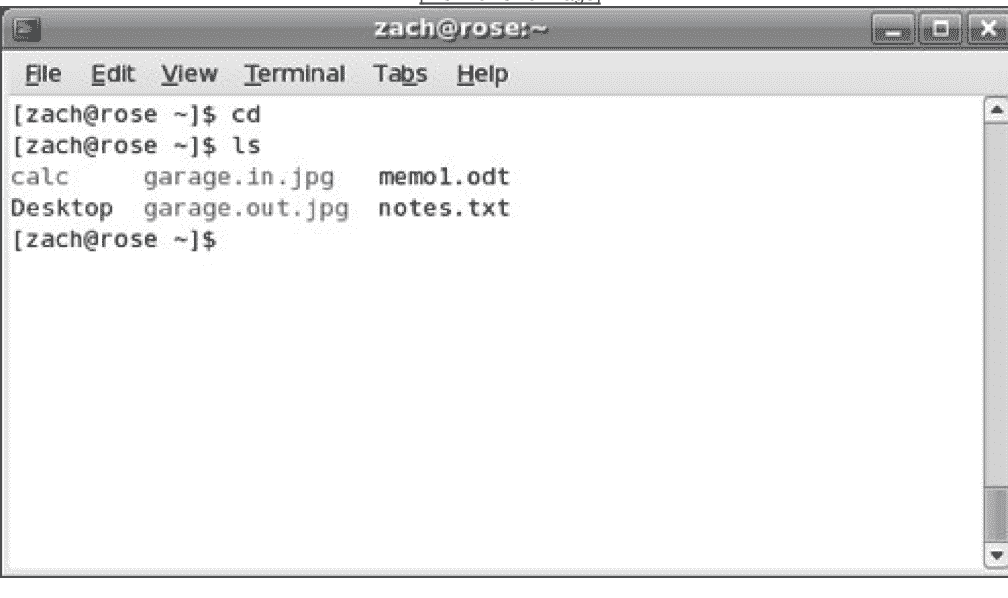 zach@rose:~
File Edit View Terminal Tabs Help
[zach@rose ~]$ cd
[zach@rose ~]$ ls
calc garage.in.jpg memo1.odt
Desktop garage.out.jpg notes.txt
[zach@rose ~]$